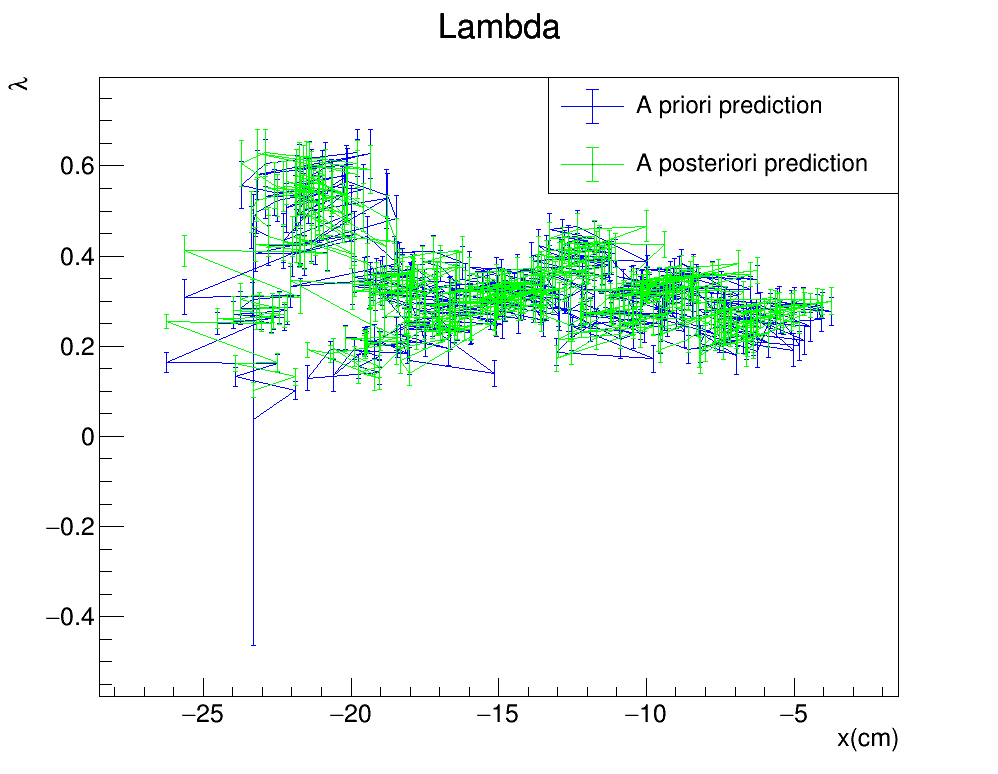 Lambda
λ
A priori prediction
A posteriori prediction
0.6
0.4
0.2
0
−0.2
−0.4
−25 −20 −15 −10 −5
x(cm)